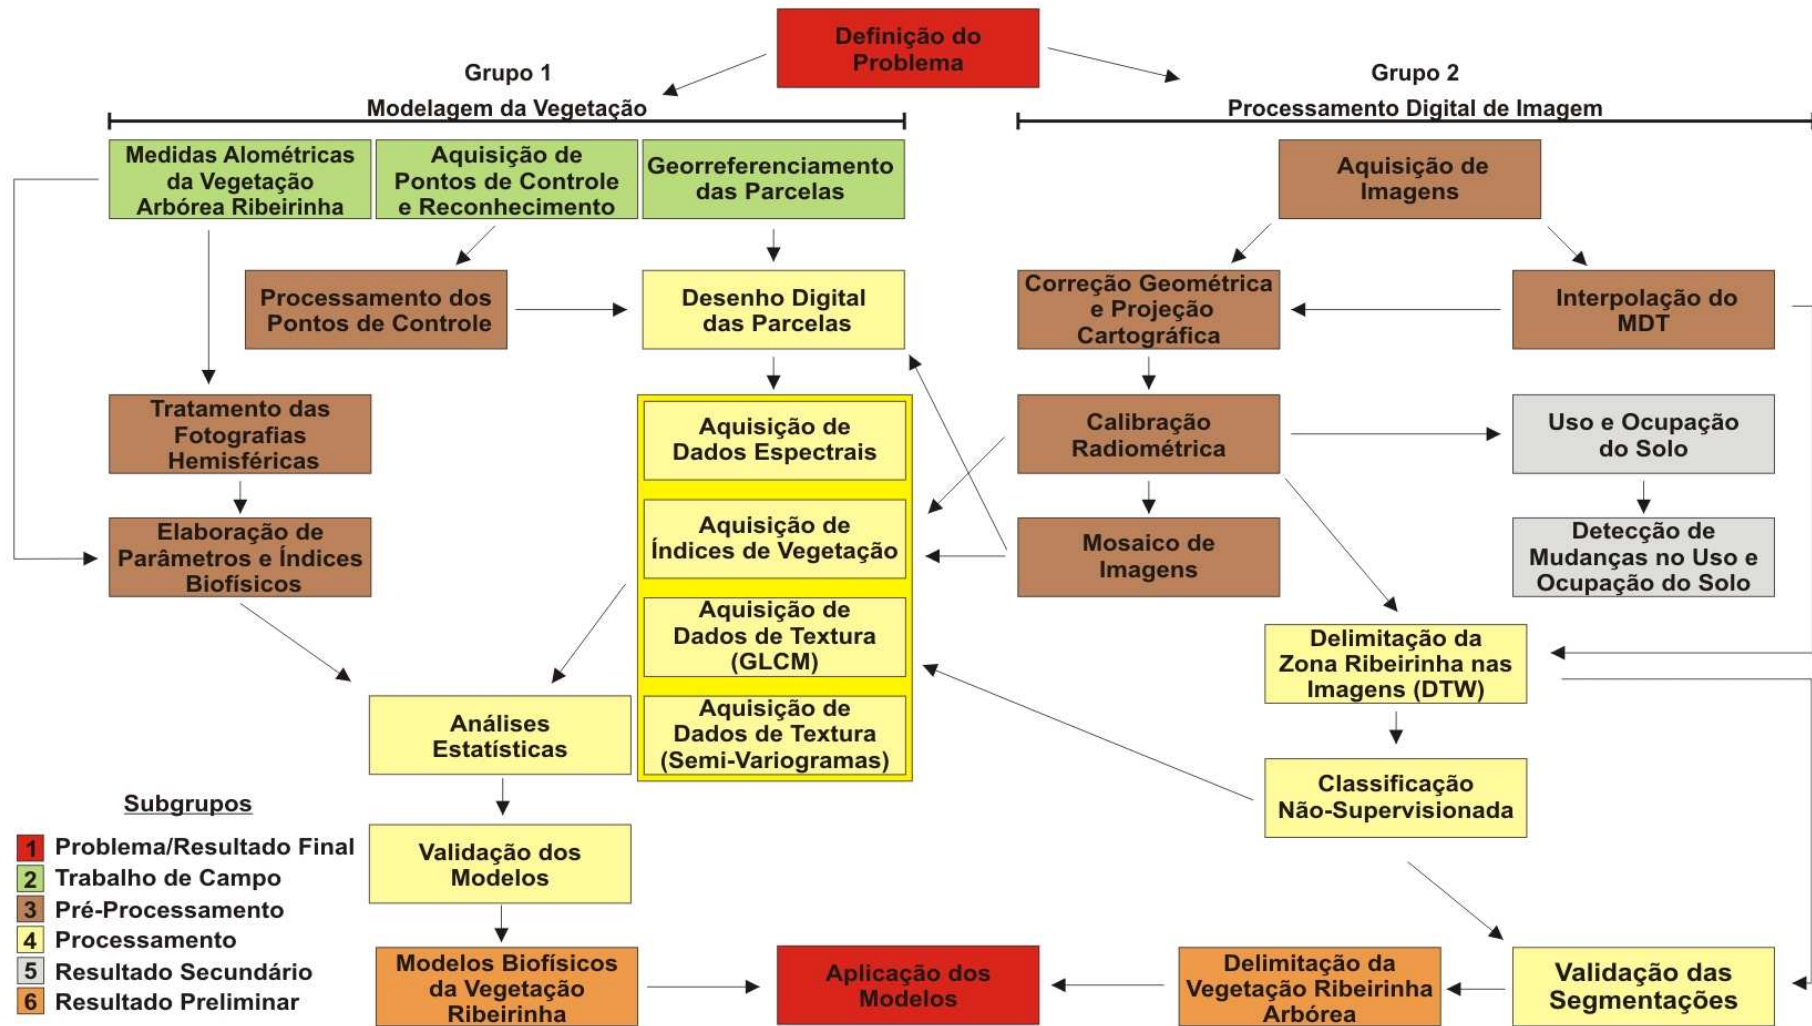 Definição do
Problema
Grupo 1
Modelagem da Vegetação
Grupo 2
Processamento Digital de Imagem
Medidas Alométricas
da Vegetação
Arbórea Ribeirinha
Aquisição de
Pontos de Controle
e Reconhecimento
Georreferenciamento
das Parcelas
Aquisição de
Imagens
Processamento dos
Pontos de Controle
Desenho Digital
das Parcelas
Correção Geométrica
e Projeção
Cartográfica
Interpolação do
MDT
Tratamento das
Fotografias
Hemisféricas
Aquisição de
Dados Espectrais
Calibração
Radiométrica
Uso e Ocupação
do Solo
Elaboração de
Parâmetros e Índices
Biofísicos
Aquisição de
Índices de Vegetação
Mosaico de
Imagens
Detecção de
Mudanças no Uso e
Ocupação do Solo
Aquisição de
Dados de Textura
(GLCM)
Delimitação da
Zona Ribeirinha nas
Imagens (DTW)
Análises
Estatísticas
Aquisição de
Dados de Textura
(Semi-Variogramas)
Classificação
Não-Supervisionada
Validação dos
Modelos
Modelos Biofísicos
da Vegetação
Ribeirinha
Aplicação dos
Modelos
Delimitação da
Vegetação Ribeirinha
Arbórea
Validação das
Segmentações
Subgrupos
1 Problema/Resultado Final
2 Trabalho de Campo
3 Pré-Processamento
4 Processamento
5 Resultado Secundário
6 Resultado Preliminar